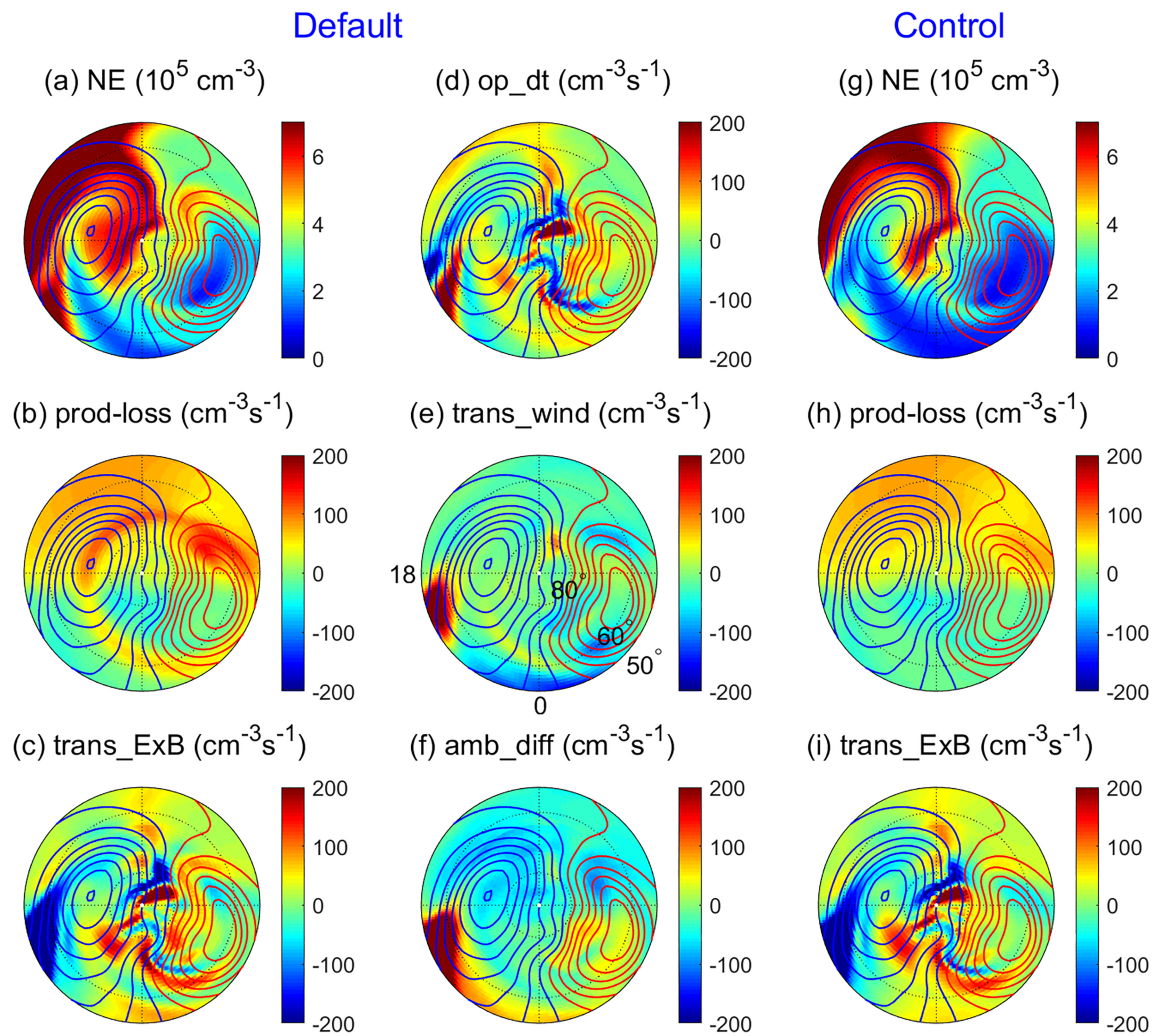 Default Control
(a) NE (10⁵ cm⁻³) (d) op_dt (cm⁻³s⁻¹) (g) NE (10⁵ cm⁻³)
6 200 6
4 100 4
2 0 2
0 -100 0
-200
(b) prod-loss (cm⁻³s⁻¹) (e) trans_wind (cm⁻³s⁻¹) (h) prod-loss (cm⁻³s⁻¹)
200 200 200
100 100 100
0 18 80° 0 0
-100 60° -100 -100
50°
-200 0 -200 -200
(c) trans_ExB (cm⁻³s⁻¹) (f) amb_diff (cm⁻³s⁻¹) (i) trans_ExB (cm⁻³s⁻¹)
200 200 200
100 100 100
0 0 0
-100 -100 -100
-200 -200 -200